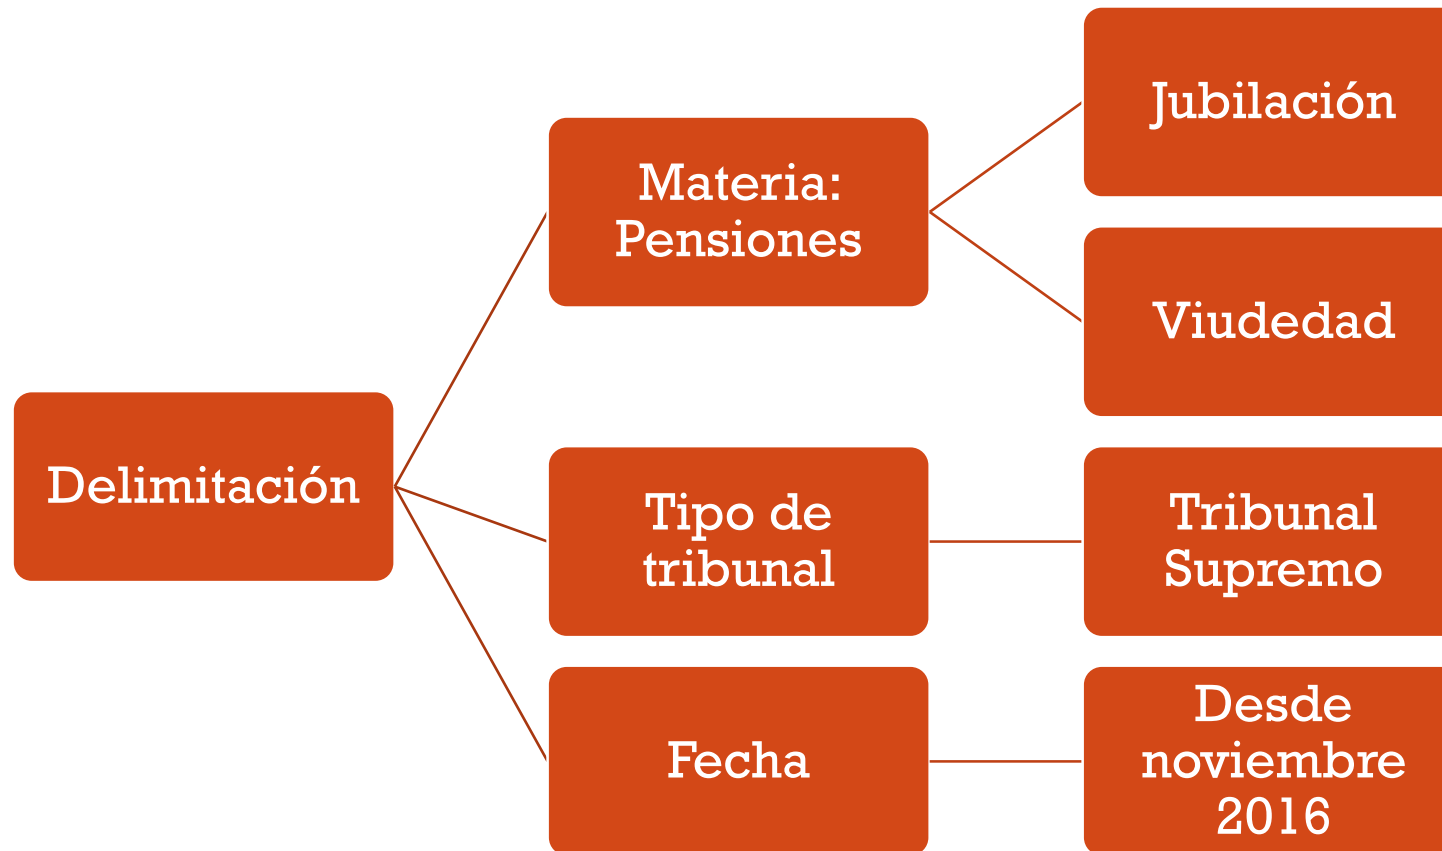 Delimitación
Materia:
Pensiones
Jubilación
Viudedad
Tipo de
tribunal
Tribunal
Supremo
Fecha
Desde
noviembre
2016